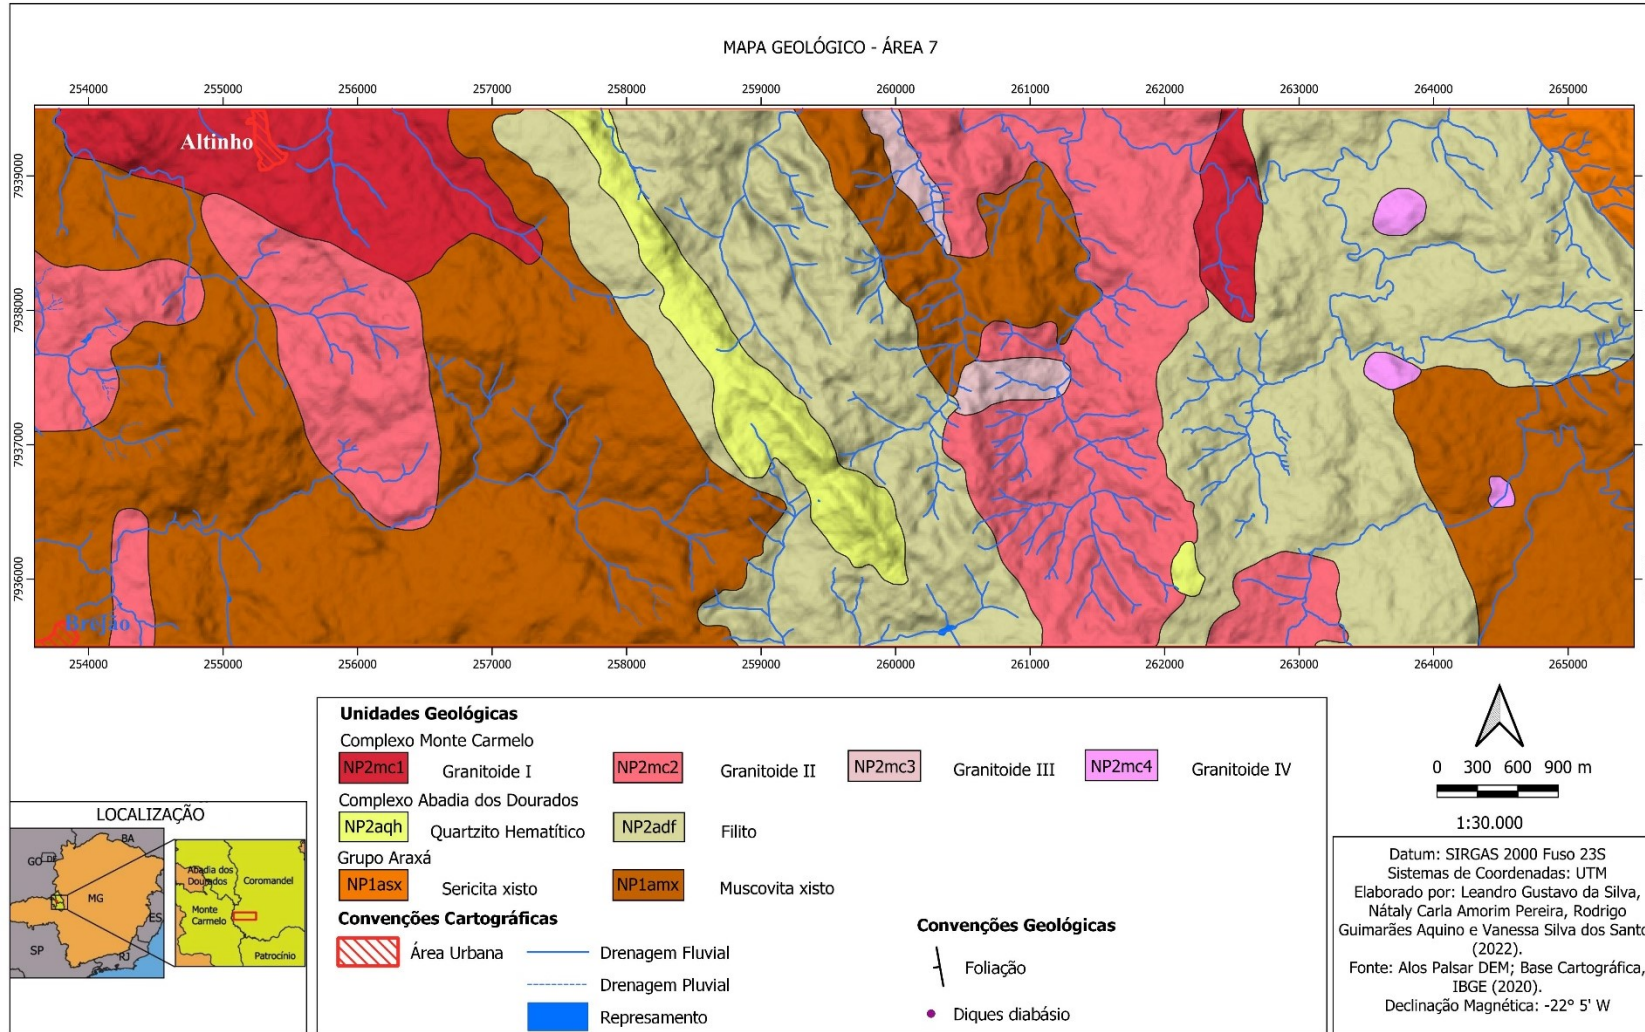 MAPA GEOLÓGICO - ÁREA 7
254000 255000 256000 257000 258000 259000 260000 261000 262000 263000 264000 265000
7939000 7939000
7938000 7938000
7937000 7937000
7936000 7936000
Altinho
Brejão
254000 255000 256000 257000 258000 259000 260000 261000 262000 263000 264000 265000
Unidades Geológicas
Complexo Monte Carmelo
NP2mc1 Granitoide I NP2mc2 Granitoide II NP2mc3 Granitoide III NP2mc4 Granitoide IV
Complexo Abadia dos Dourados
NP2aqh Quartzito Hematítico NP2adf Filito
Grupo Araxá
NP1asx Sericita xisto NP1amx Muscovita xisto
Convenções Cartográficas
Área Urbana
Drenagem Fluvial
Drenagem Pluvial
Represamento
Convenções Geológicas
Foliação
Diques diabásio
LOCALIZAÇÃO
BA
GO
DF
MG
ES
SP
RJ
Abadia dos
Dourados
Coromandel
Monte
Carmelo
Patrocínio
0 300 600 900 m
1:30.000
Datum: SIRGAS 2000 Fuso 23S
Sistemas de Coordenadas: UTM
Elaborado por: Leandro Gustavo da Silva,
Nátaly Carla Amorim Pereira, Rodrigo
Guimarães Aquino e Vanessa Silva dos Santo
(2022).
Fonte: Alos Palsar DEM; Base Cartográfica,
IBGE (2020).
Declinação Magnética: -22° 5' W